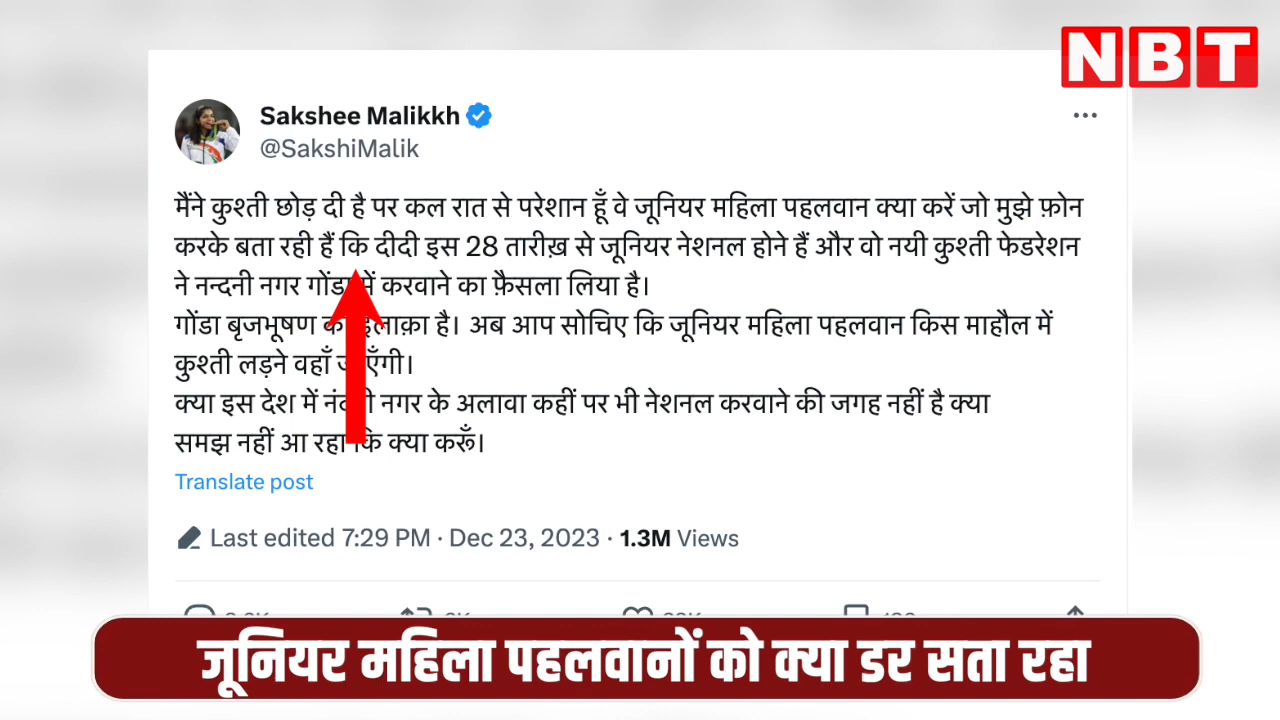 NBT
Sakshee Malikkh
@SakshiMalik
मैंने कुश्ती छोड़ दी है पर कल रात से परेशान हूँ वे जूनियर महिला पहलवान क्या करें जो मुझे फ़ोन
करके बता रही हैं कि दीदी इस 28 तारीख़ से जूनियर नेशनल होने हैं और वो नयी कुश्ती फेडरेशन
ने नन्दनी नगर गोंडा में करवाने का फ़ैसला लिया है।
गोंडा बृजभूषण का इलाक़ा है। अब आप सोचिए कि जूनियर महिला पहलवान किस माहौल में
कुश्ती लड़ने वहाँ जाएँगी।
क्या इस देश में नंदनी नगर के अलावा कहीं पर भी नेशनल करवाने की जगह नहीं है क्या
समझ नहीं आ रहा कि क्या करूँ।
Translate post
Last edited 7:29 PM · Dec 23, 2023 · 1.3M Views
जूनियर महिला पहलवानों को क्या डर सता रहा